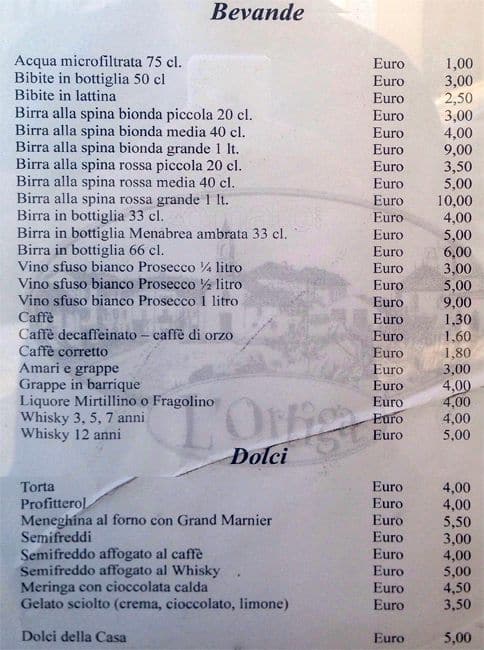 Bevande
Acqua microfiltrata 75 cl. Euro 1,00
Bibite in bottiglia 50 cl Euro 3,00
Bibite in lattina Euro 2,50
Birra alla spina bionda piccola 20 cl. Euro 3,00
Birra alla spina bionda media 40 cl. Euro 4,00
Birra alla spina bionda grande 1 lt. Euro 9,00
Birra alla spina rossa piccola 20 cl. Euro 3,50
Birra alla spina rossa media 40 cl. Euro 5,00
Birra alla spina rossa grande 1 lt. Euro 10,00
Birra in bottiglia 33 cl. Euro 4,00
Birra in bottiglia Menabrea ambrata 33 cl. Euro 5,00
Birra in bottiglia 66 cl. Euro 6,00
Vino sfuso bianco Prosecco ¼ litro Euro 3,00
Vino sfuso bianco Prosecco ½ litro Euro 5,00
Vino sfuso bianco Prosecco 1 litro Euro 9,00
Caffè Euro 1,30
Caffè decaffeinato – caffè di orzo Euro 1,60
Caffè corretto Euro 1,80
Amari e grappe Euro 3,00
Grappe in barrique Euro 4,00
Liquore Mirtillino o Fragolino Euro 4,00
Whisky 3, 5, 7 anni Euro 4,00
Whisky 12 anni Euro 5,00
L'Ortiga
Dolci
Torta Euro 4,00
Profitterol Euro 4,00
Meneghina al forno con Grand Marnier Euro 5,50
Semifreddi Euro 3,00
Semifreddo affogato al caffè Euro 4,00
Semifreddo affogato al Whisky Euro 5,00
Meringa con cioccolata calda Euro 4,50
Gelato sciolto (crema, cioccolato, limone) Euro 3,50
Dolci della Casa Euro 5,00